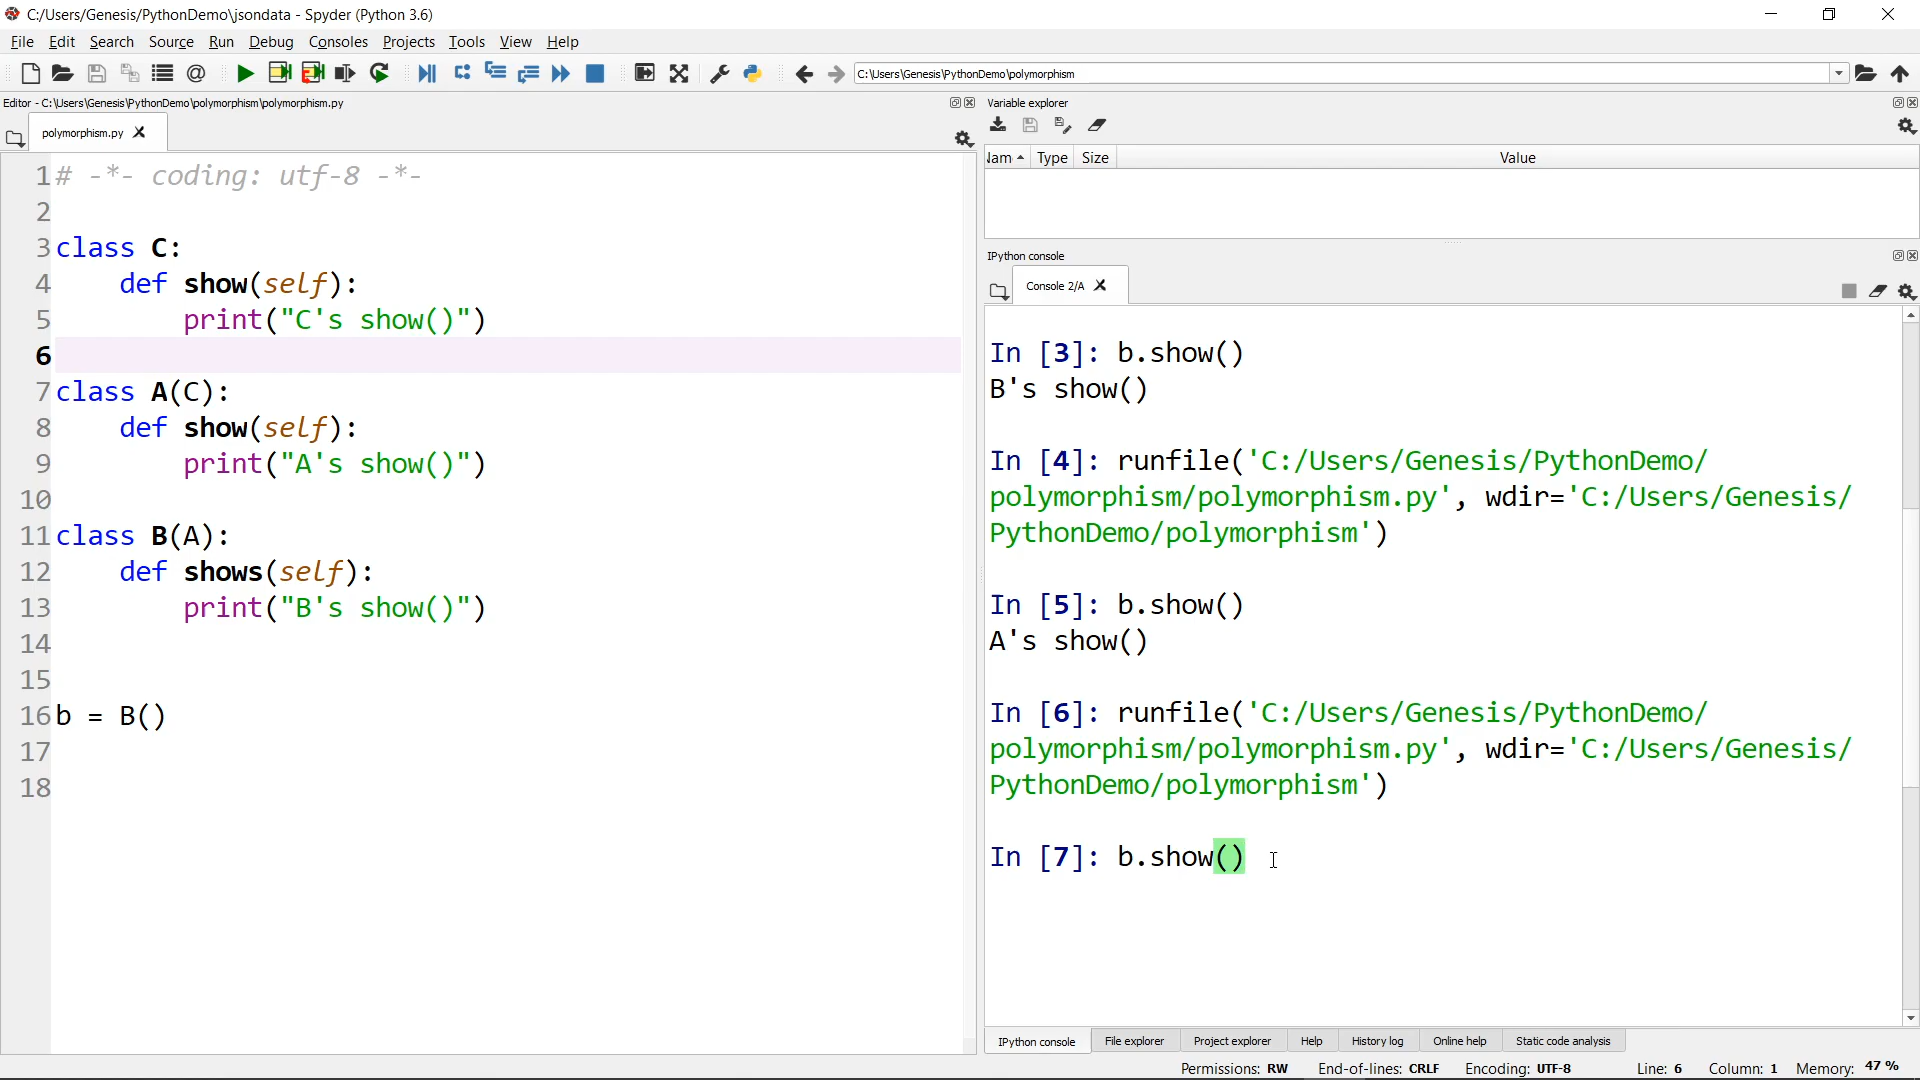 C:/Users/Genesis/PythonDemo\jsondata - Spyder (Python 3.6)
File Edit Search Source Run Debug Consoles Projects Tools View Help
C:\Users\Genesis\PythonDemo\polymorphism
Editor - C:\Users\Genesis\PythonDemo\polymorphism\polymorphism.py
polymorphism.py
1 # -*- coding: utf-8 -*-
2
3 class C:
4 def show(self):
5 print("C's show()")
6
7 class A(C):
8 def show(self):
9 print("A's show()")
10
11 class B(A):
12 def shows(self):
13 print("B's show()")
14
15
16 b = B()
17
18
Variable explorer
Type Size Value
IPython console
Console 2/A
In [3]: b.show()
B's show()
In [4]: runfile('C:/Users/Genesis/PythonDemo/
polymorphism/polymorphism.py', wdir='C:/Users/Genesis/
PythonDemo/polymorphism')
In [5]: b.show()
A's show()
In [6]: runfile('C:/Users/Genesis/PythonDemo/
polymorphism/polymorphism.py', wdir='C:/Users/Genesis/
PythonDemo/polymorphism')
In [7]: b.show()
IPython console File explorer Project explorer Help History log Online help Static code analysis
Permissions: RW End-of-lines: CRLF Encoding: UTF-8 Line: 6 Column: 1 Memory: 47 %